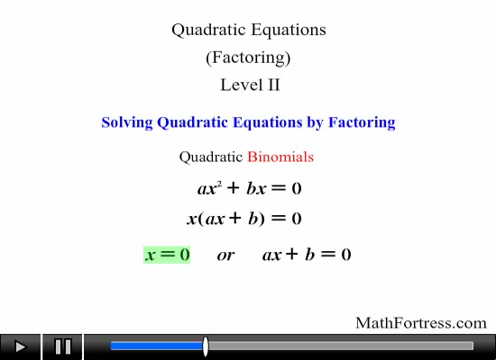 Quadratic Equations
(Factoring)
Level II
Solving Quadratic Equations by Factoring
Quadratic Binomials
ax² + bx = 0
x(ax + b) = 0
x = 0 or ax + b = 0
MathFortress.com